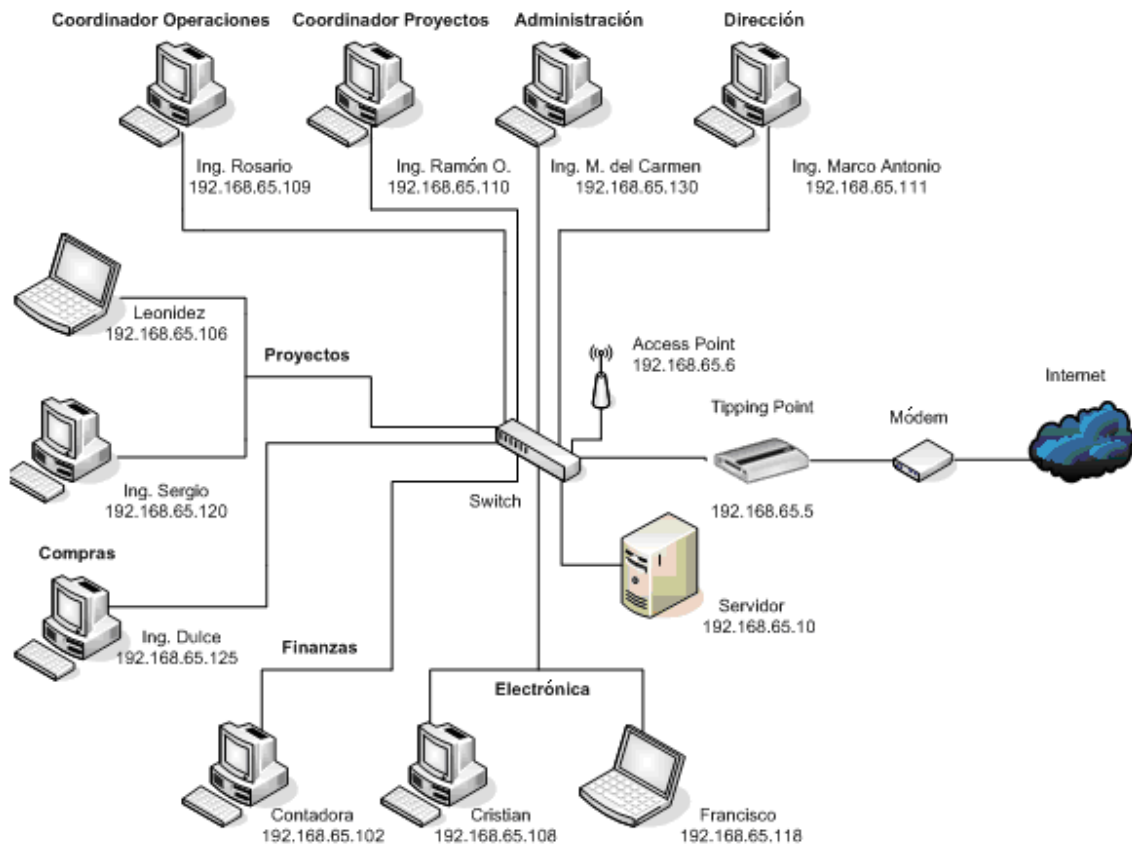 Coordinador Operaciones
Coordinador Proyectos
Administración
Dirección
Ing. Rosario
192.168.65.109
Ing. Ramón O.
192.168.65.110
Ing. M. del Carmen
192.168.65.130
Ing. Marco Antonio
192.168.65.111
Leonidez
192.168.65.106
Proyectos
Access Point
192.168.65.6
Tipping Point
Módem
Internet
Ing. Sergio
192.168.65.120
Switch
192.168.65.5
Compras
Ing. Dulce
192.168.65.125
Servidor
192.168.65.10
Finanzas
Electrónica
Contadora
192.168.65.102
Cristian
192.168.65.108
Francisco
192.168.65.118